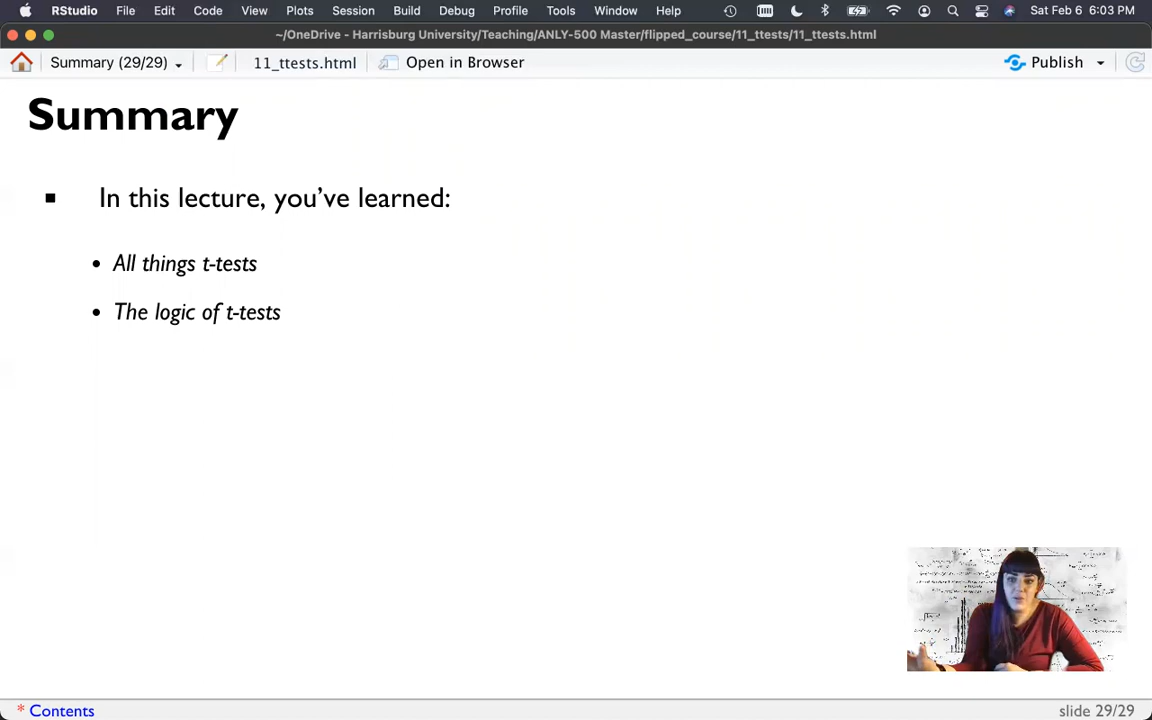 RStudio File Edit Code View Plots Session Build Debug Profile Tools Window Help Sat Feb 6 6:03 PM
~/OneDrive - Harrisburg University/Teaching/ANLY-500 Master/flipped_course/11_ttests/11_ttests.html
Summary (29/29) 11_ttests.html Open in Browser Publish
Summary
In this lecture, you've learned:
All things t-tests
The logic of t-tests
* Contents slide 29/29